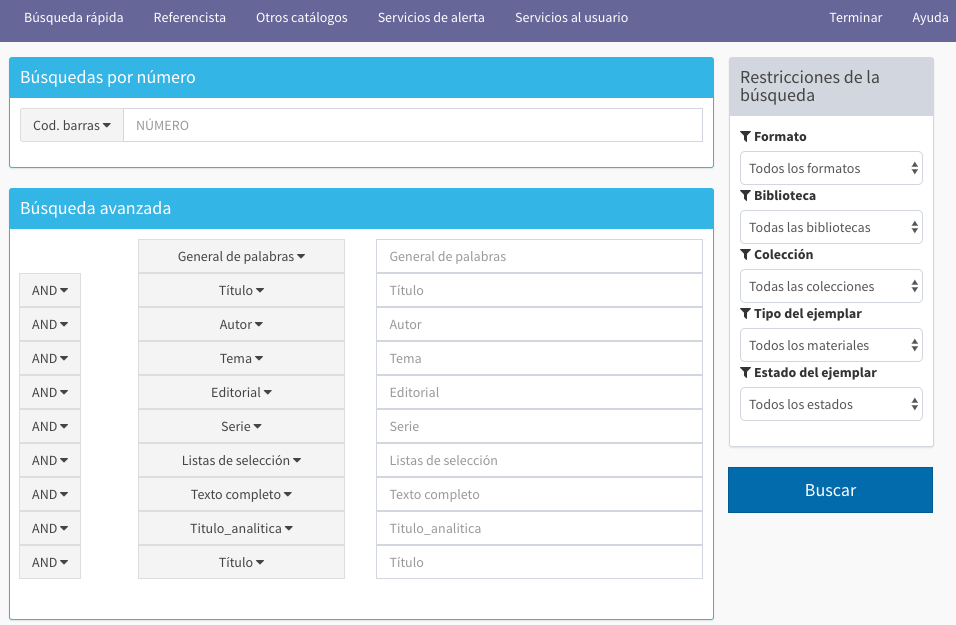 Búsqueda rápida Referencista Otros catálogos Servicios de alerta Servicios al usuario Terminar Ayuda
Búsquedas por número
Cod. barras NÚMERO
Búsqueda avanzada
General de palabras General de palabras
AND Título Título
AND Autor Autor
AND Tema Tema
AND Editorial Editorial
AND Serie Serie
AND Listas de selección Listas de selección
AND Texto completo Texto completo
AND Titulo_analitica Titulo_analitica
AND Título Título
Restricciones de la
búsqueda
Formato
Todos los formatos
Biblioteca
Todas las bibliotecas
Colección
Todas las colecciones
Tipo del ejemplar
Todos los materiales
Estado del ejemplar
Todos los estados
Buscar